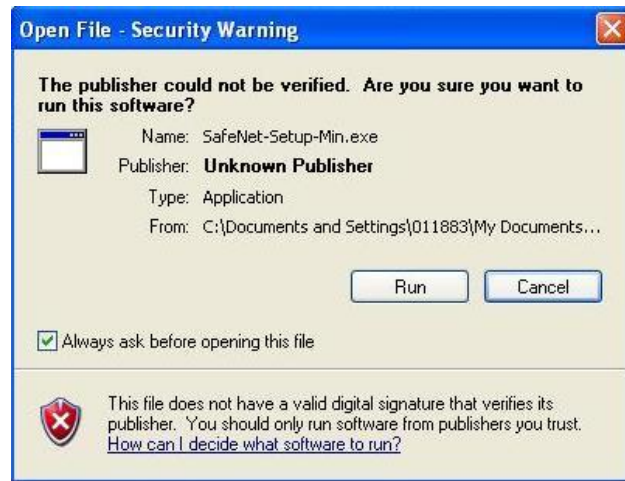 Open File - Security Warning
The publisher could not be verified.  Are you sure you want to
run this software?
Name: SafeNet-Setup-Min.exe
Publisher: Unknown Publisher
Type: Application
From: C:\Documents and Settings\011883\My Documents...
Run Cancel
Always ask before opening this file
This file does not have a valid digital signature that verifies its
publisher.  You should only run software from publishers you trust.
How can I decide what software to run?